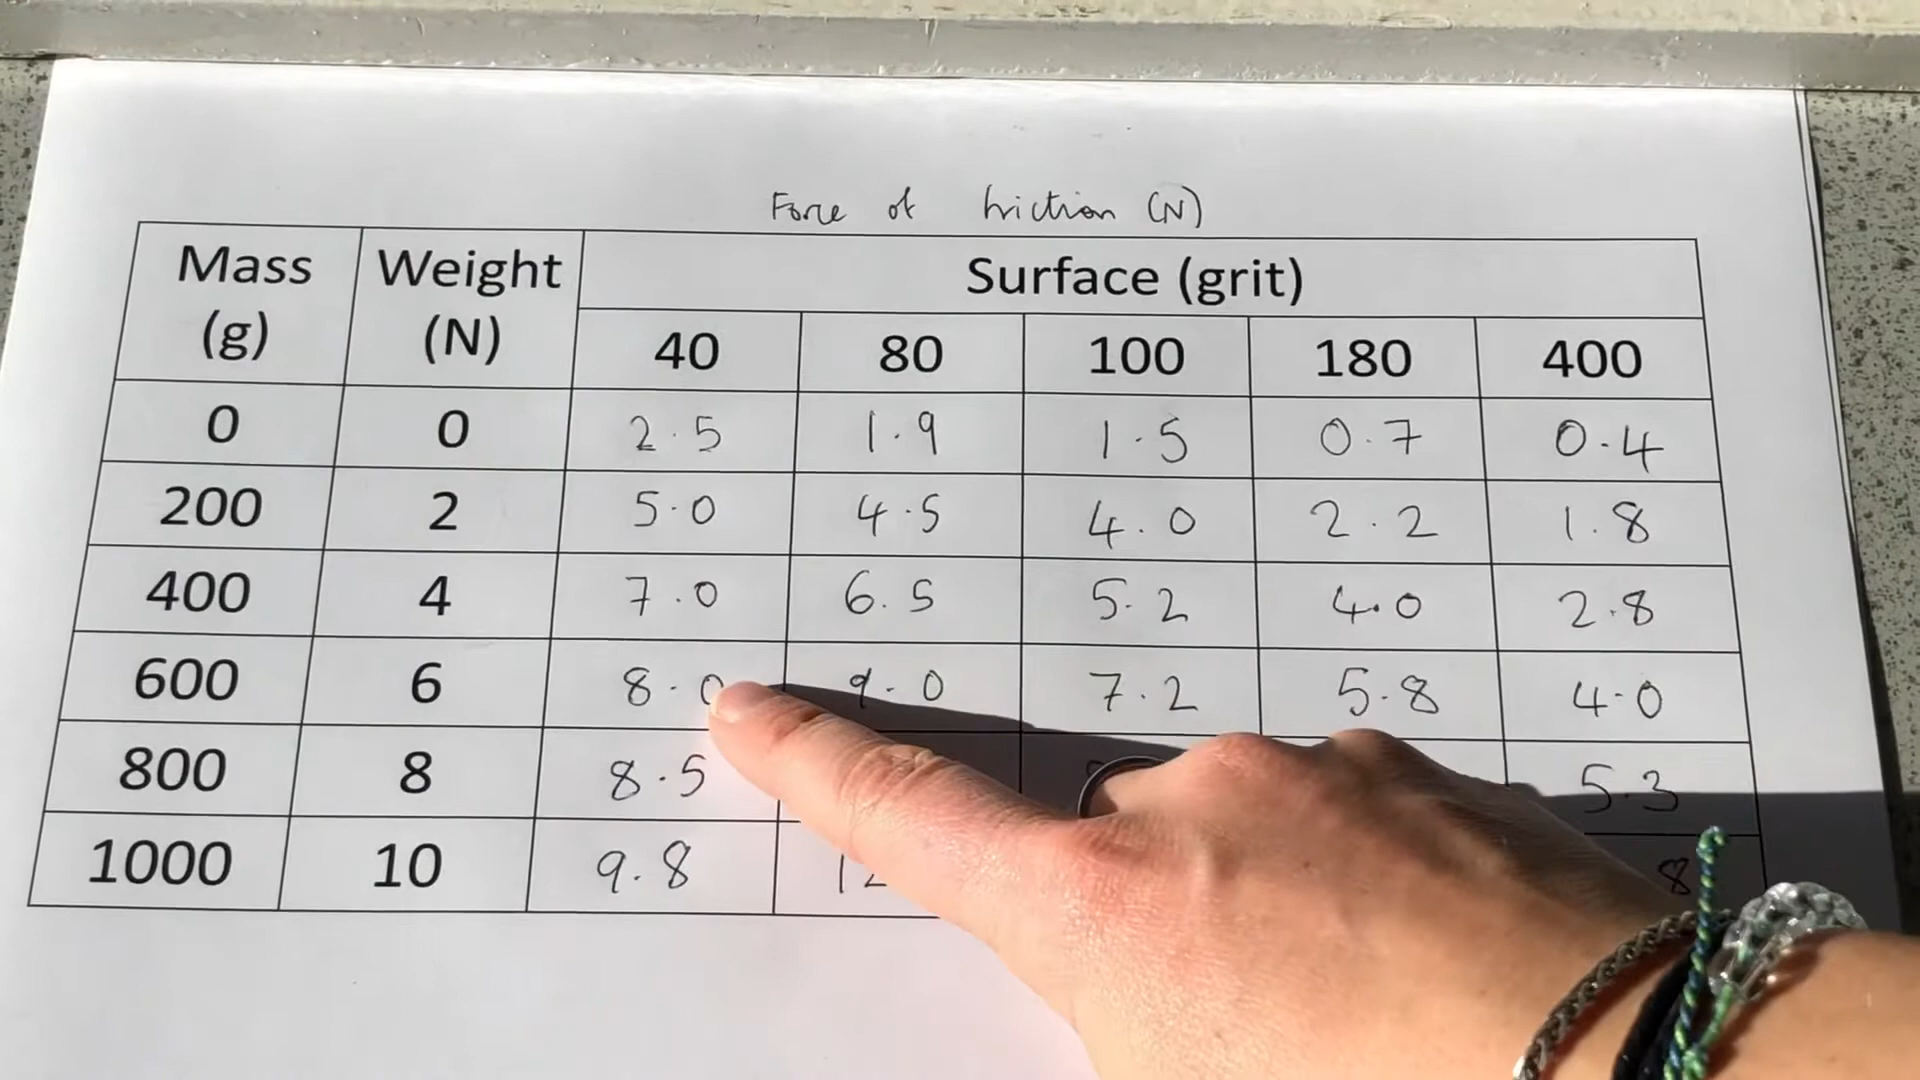 Force of friction (N)
Mass (g) Weight (N) Surface (grit)
40 80 100 180 400
0 0 2.5 1.9 1.5 0.7 0.4
200 2 5.0 4.5 4.0 2.2 1.8
400 4 7.0 6.5 5.2 4.0 2.8
600 6 8.0 9.0 7.2 5.8 4.0
800 8 8.5 5.3
1000 10 9.8 12 8